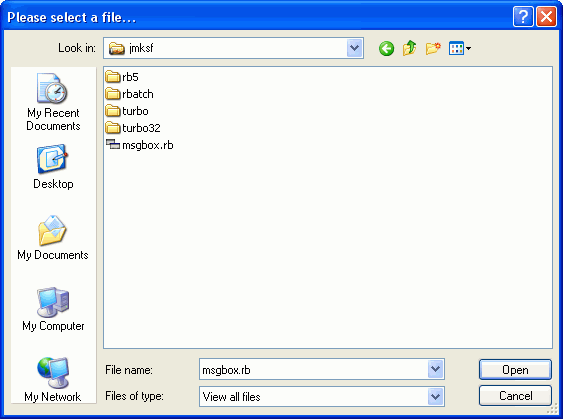 Please select a file...
?
Look in:
jmksf
My Recent
Documents
Desktop
My Documents
My Computer
My Network
rb5
rbatch
turbo
turbo32
msgbox.rb
File name:
msgbox.rb
Open
Files of type:
View all files
Cancel